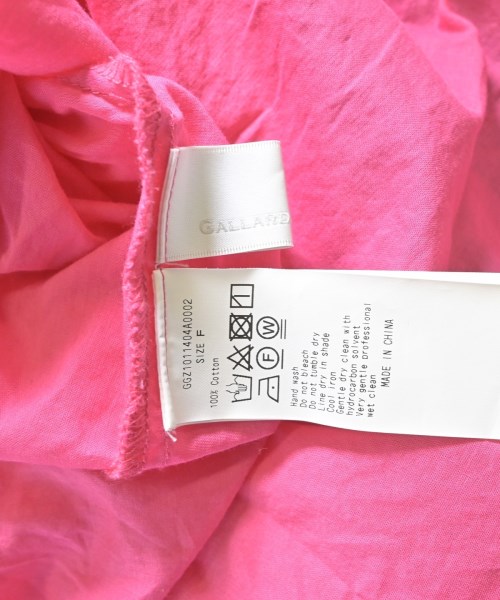 GGZ1011404A0002
SIZE F
100% Cotton
Hand wash
Do not bleach
Do not tumble dry
Line dry in shade
Cool iron
Gentle dry clean with
hydrocarbon solvent
Very gentle professional
wet clean
MADE IN CHINA